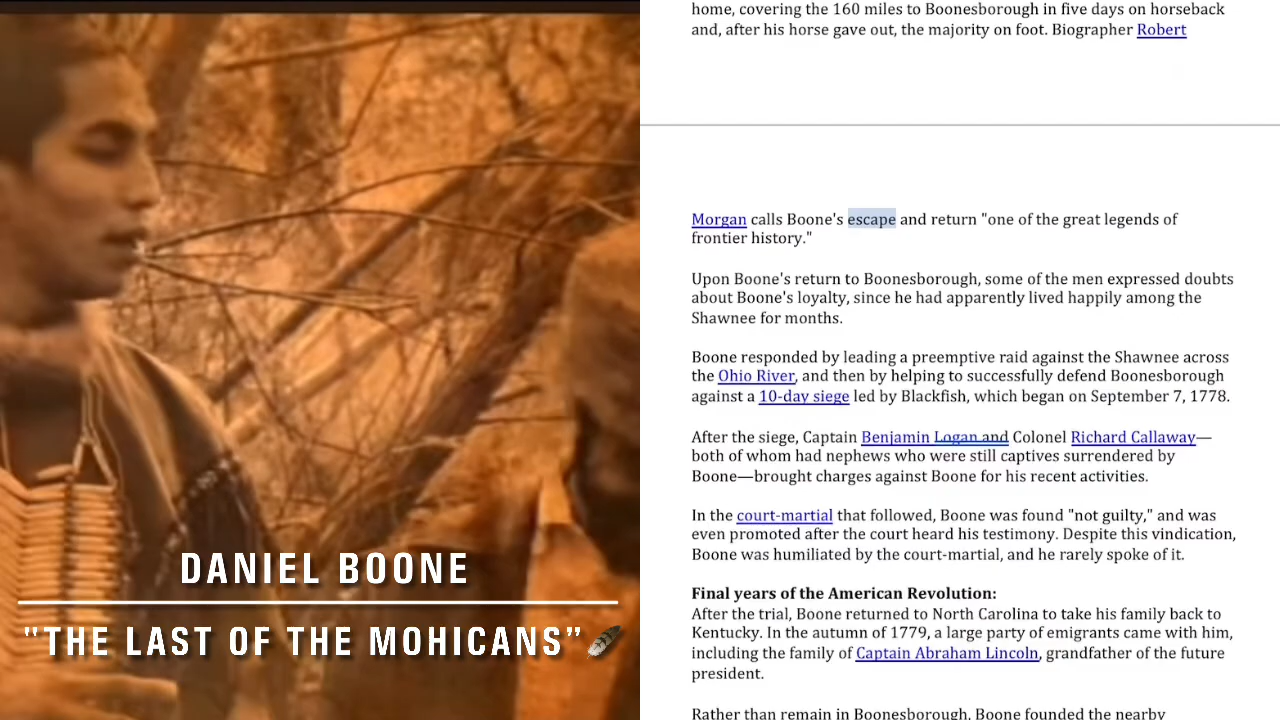 DANIEL BOONE
"THE LAST OF THE MOHICANS”
home, covering the 160 miles to Boonesborough in five days on horseback
and, after his horse gave out, the majority on foot. Biographer Robert
Morgan calls Boone's escape and return "one of the great legends of
frontier history."
Upon Boone's return to Boonesborough, some of the men expressed doubts
about Boone's loyalty, since he had apparently lived happily among the
Shawnee for months.
Boone responded by leading a preemptive raid against the Shawnee across
the Ohio River, and then by helping to successfully defend Boonesborough
against a 10-day siege led by Blackfish, which began on September 7, 1778.
After the siege, Captain Benjamin Logan and Colonel Richard Callaway—
both of whom had nephews who were still captives surrendered by
Boone—brought charges against Boone for his recent activities.
In the court-martial that followed, Boone was found "not guilty," and was
even promoted after the court heard his testimony. Despite this vindication,
Boone was humiliated by the court-martial, and he rarely spoke of it.
Final years of the American Revolution:
After the trial, Boone returned to North Carolina to take his family back to
Kentucky. In the autumn of 1779, a large party of emigrants came with him,
including the family of Captain Abraham Lincoln, grandfather of the future
president.
Rather than remain in Boonesborough, Boone founded the nearby